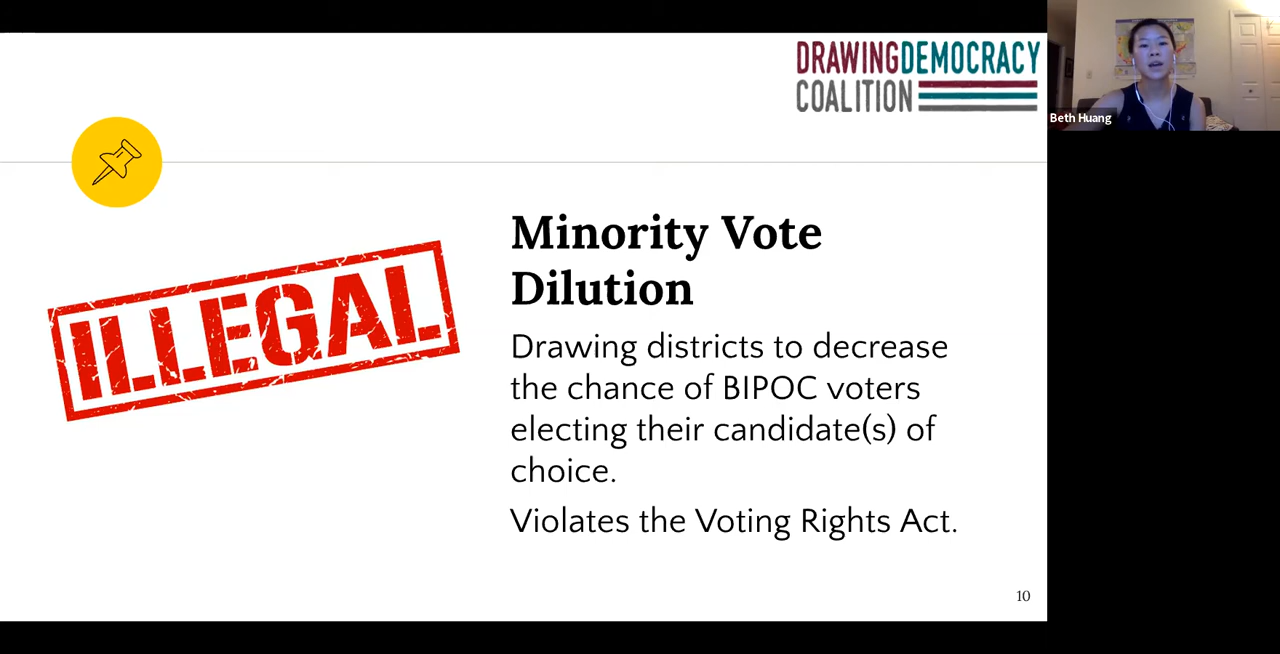 DRAWINGDEMOCRACY
COALITION
Beth Huang
ILLEGAL
Minority Vote
Dilution
Drawing districts to decrease
the chance of BIPOC voters
electing their candidate(s) of
choice.
Violates the Voting Rights Act.
10